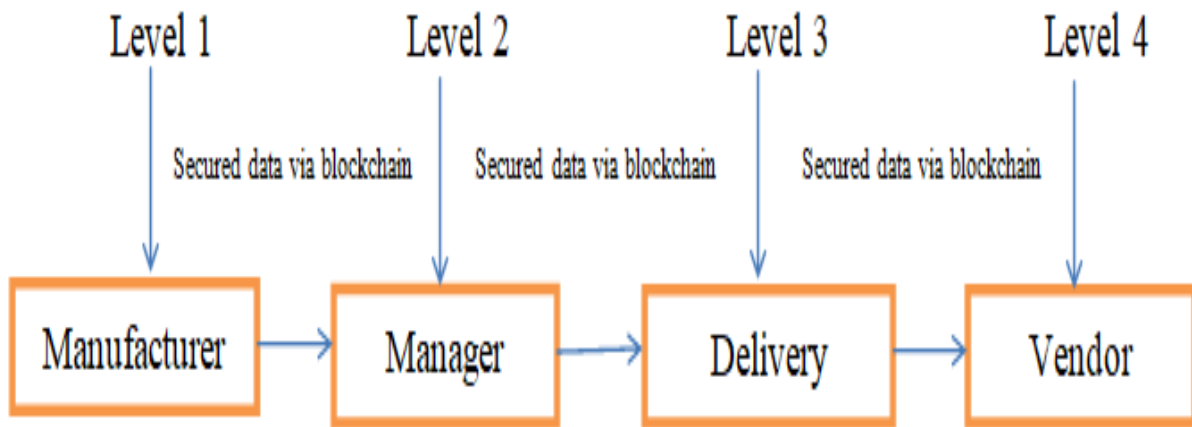 Level 1
Level 2
Level 3
Level 4
Secured data via blockchain
Secured data via blockchain
Secured data via blockchain
Manufacturer
Manager
Delivery
Vendor